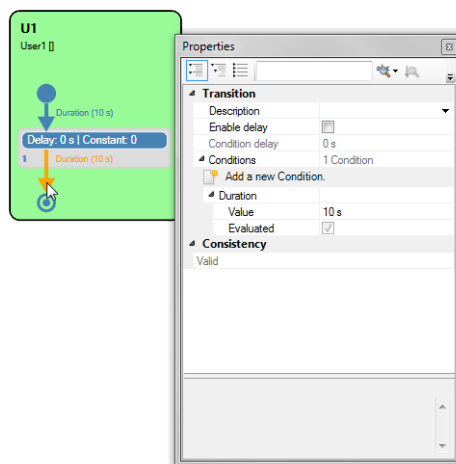 U1
User1 []
Duration (10 s)
Delay: 0 s | Constant: 0
1 Duration (10 s)
Properties
Transition
Description
Enable delay
Condition delay 0 s
Conditions 1 Condition
Add a new Condition.
Duration
Value 10 s
Evaluated
Consistency
Valid